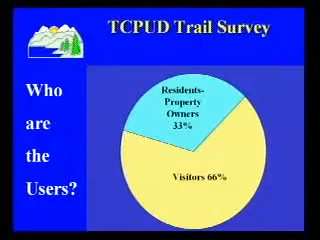 TCPUD Trail Survey
Who
are
the
Users?
Residents-
Property
Owners
33%
Visitors 66%